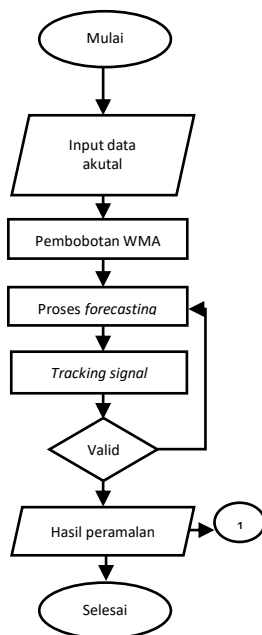 Mulai
Input data
akutal
Pembobotan WMA
Proses forecasting
Tracking signal
Valid
Hasil peramalan
1
Selesai